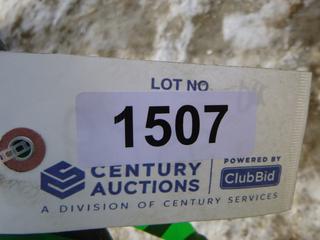 LOT NO.
1507
CENTURY
AUCTIONS
POWERED BY
ClubBid
A DIVISION OF CENTURY SERVICES